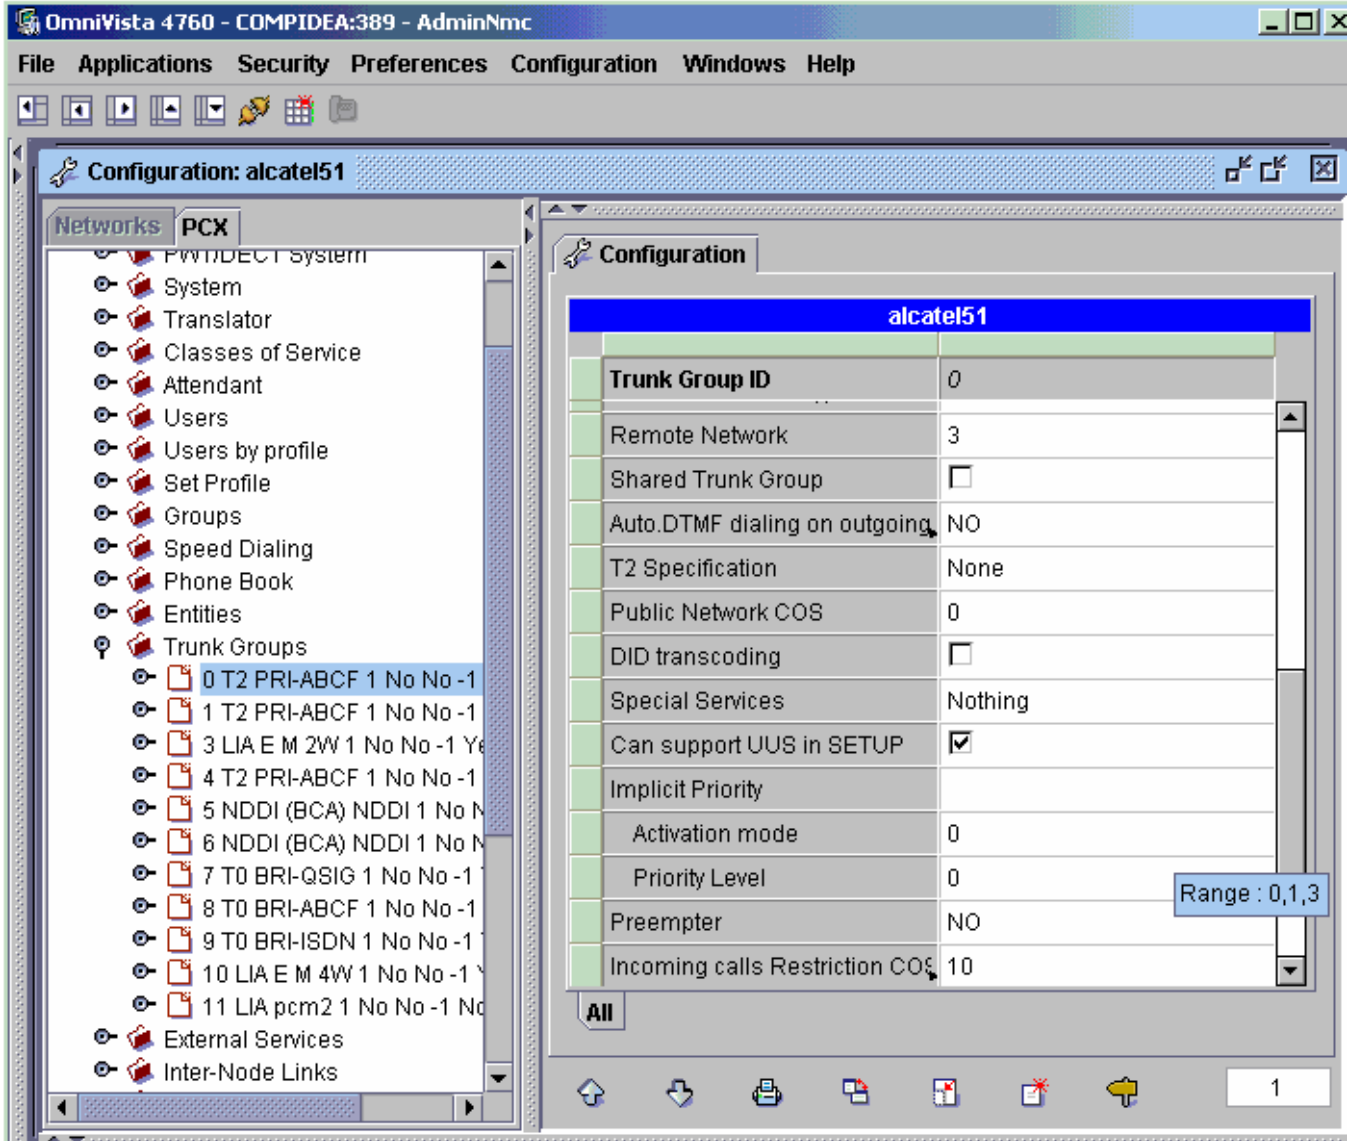 OmniVista 4760 - COMPIDEA:389 - AdminNmc
File Applications Security Preferences Configuration Windows Help
Configuration: alcatel51
Networks PCX
PWT/DECT System
System
Translator
Classes of Service
Attendant
Users
Users by profile
Set Profile
Groups
Speed Dialing
Phone Book
Entities
Trunk Groups
0 T2 PRI-ABCF 1 No No -1
1 T2 PRI-ABCF 1 No No -1
3 LIA E M 2W 1 No No -1 Ye
4 T2 PRI-ABCF 1 No No -1
5 NDDI (BCA) NDDI 1 No N
6 NDDI (BCA) NDDI 1 No N
7 T0 BRI-QSIG 1 No No -1
8 T0 BRI-ABCF 1 No No -1
9 T0 BRI-ISDN 1 No No -1
10 LIA E M 4W 1 No No -1
11 LIA pcm2 1 No No -1 No
External Services
Inter-Node Links
Configuration
alcatel51
Trunk Group ID 0
Remote Network 3
Shared Trunk Group
Auto.DTMF dialing on outgoing NO
T2 Specification None
Public Network COS 0
DID transcoding
Special Services Nothing
Can support UUS in SETUP
Implicit Priority
Activation mode 0
Priority Level 0
Range : 0,1,3
Preempter NO
Incoming calls Restriction COS 10
All
1